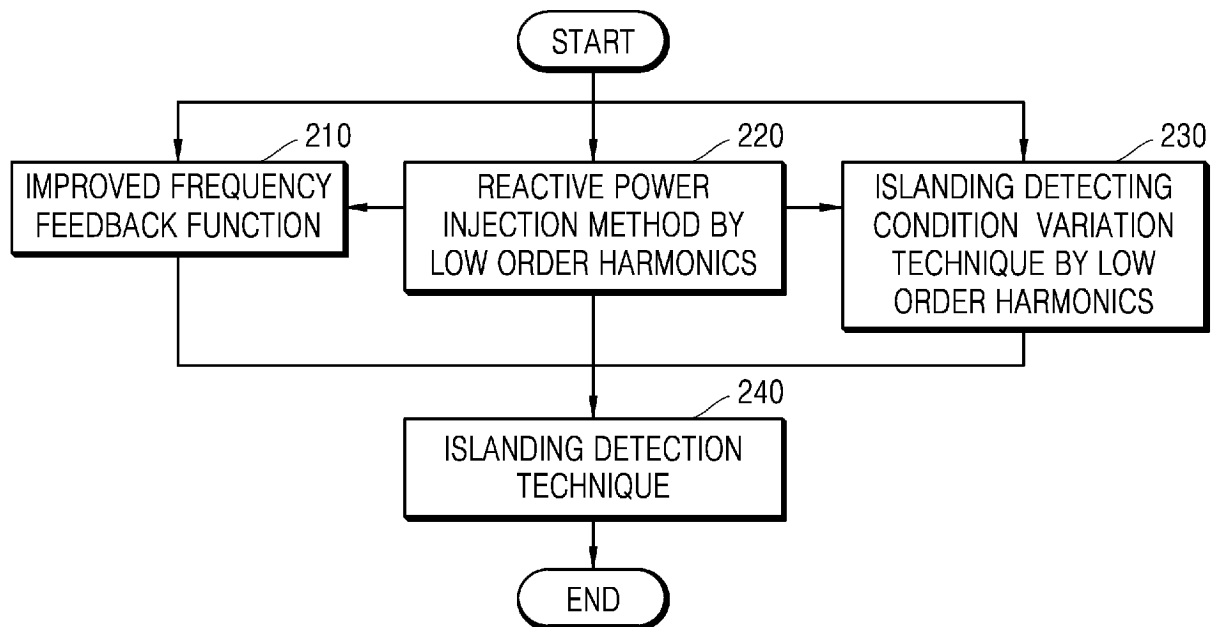 START
210
220
230
IMPROVED FREQUENCY
FEEDBACK FUNCTION
REACTIVE POWER
INJECTION METHOD BY
LOW ORDER HARMONICS
ISLANDING DETECTING
CONDITION VARIATION
TECHNIQUE BY LOW
ORDER HARMONICS
240
ISLANDING DETECTION
TECHNIQUE
END